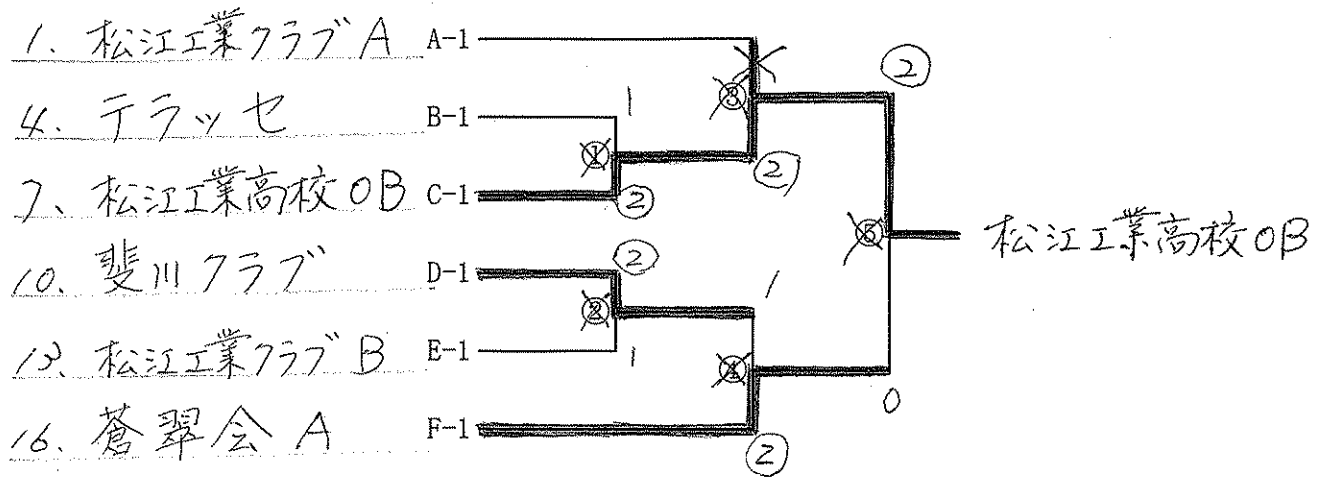 1. 松江工業クラブA A-1
②
③
4. テラッセ B-1 1
①
②
7、松江工業高校OB C-1 ②
⑤ 松江工業高校OB
10. 斐川クラブ D-1 ②
② 1
13. 松江工業クラブB E-1 1
④
0
16. 蒼翠会A F-1
②